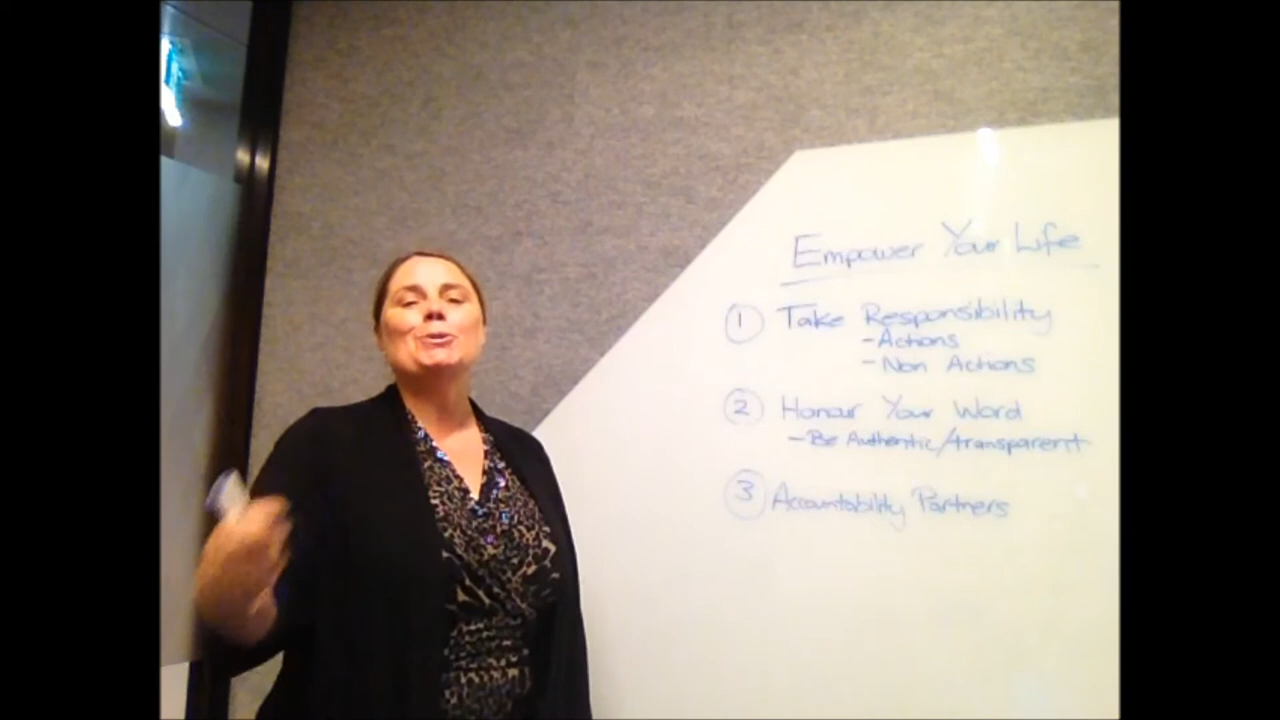 Empower Your Life
1 Take Responsibility
- Actions
- Non Actions
2 Honour Your Word
- Be Authentic/transparent
3 Accountability Partners